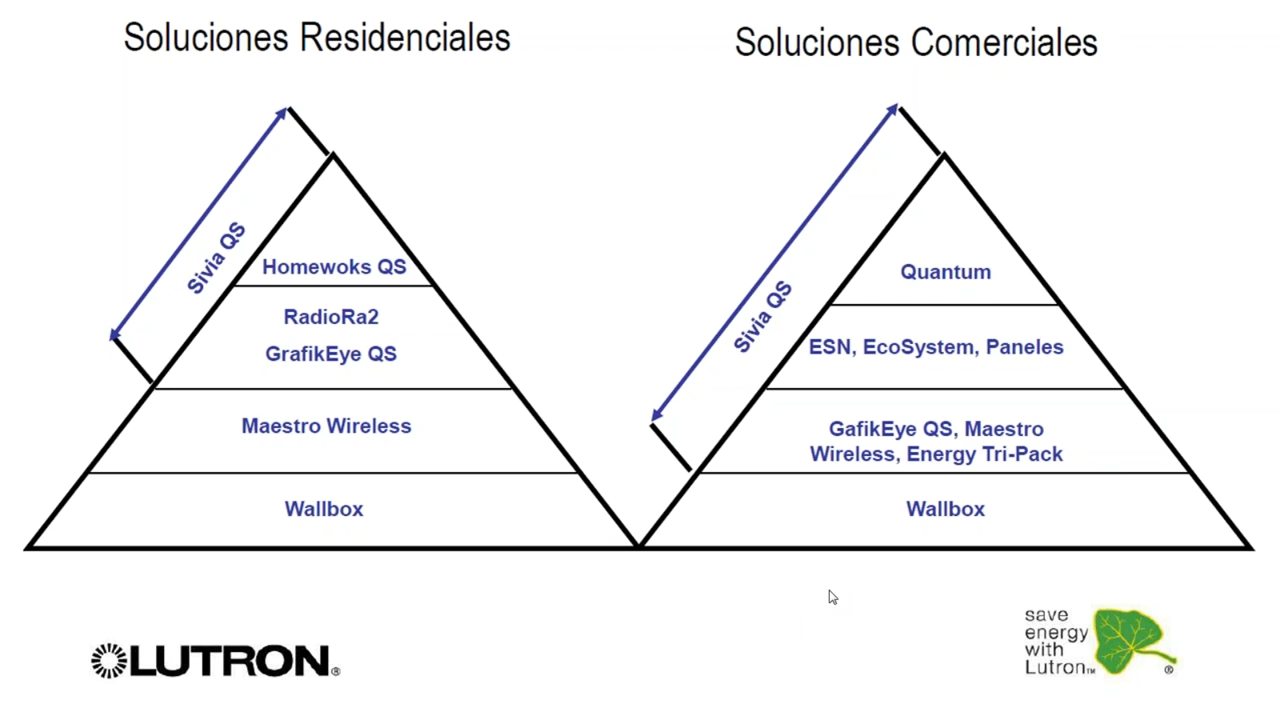 Soluciones Residenciales
Sivia QS
Homewoks QS
RadioRa2
GrafikEye QS
Maestro Wireless
Wallbox
Soluciones Comerciales
Sivia QS
Quantum
ESN, EcoSystem, Paneles
GafikEye QS, Maestro
Wireless, Energy Tri-Pack
Wallbox
LUTRON®
save
energy
with
Lutron™
®